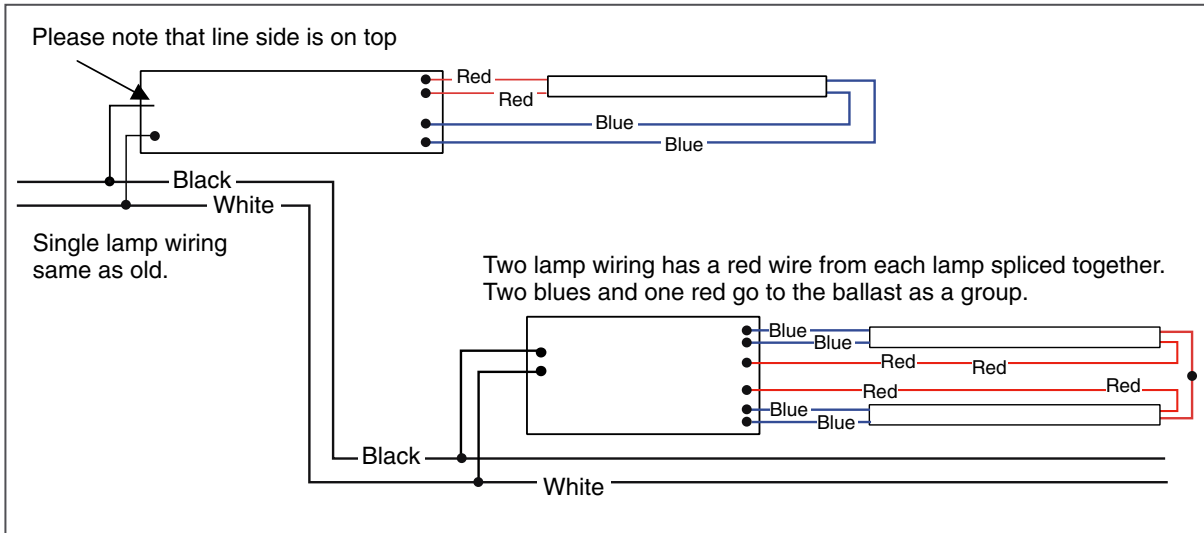 Please note that line side is on top
Red
Red
Blue
Blue
Black
White
Single lamp wiring
same as old.
Two lamp wiring has a red wire from each lamp spliced together.
Two blues and one red go to the ballast as a group.
Blue
Blue
Red
Red
Red
Red
Blue
Blue
Black
White